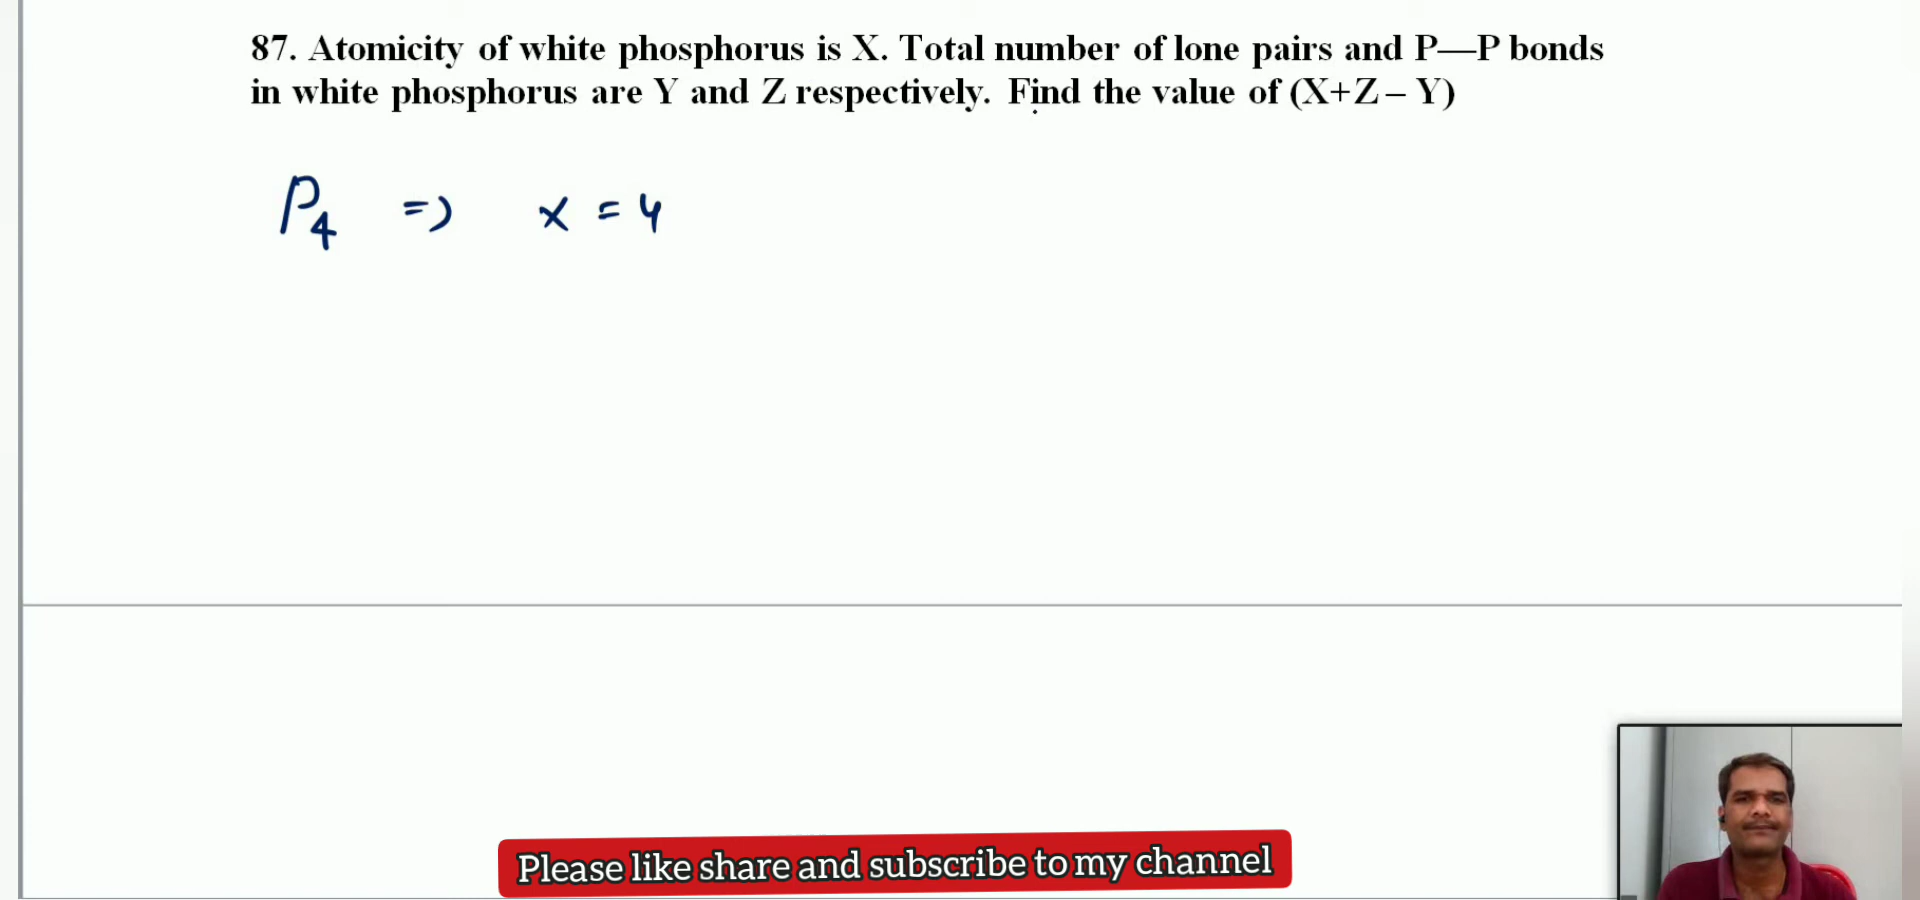 87. Atomicity of white phosphorus is X. Total number of lone pairs and P—P bonds
in white phosphorus are Y and Z respectively. Find the value of (X+Z– Y)
P₄ => x = 4
Please like share and subscribe to my channel